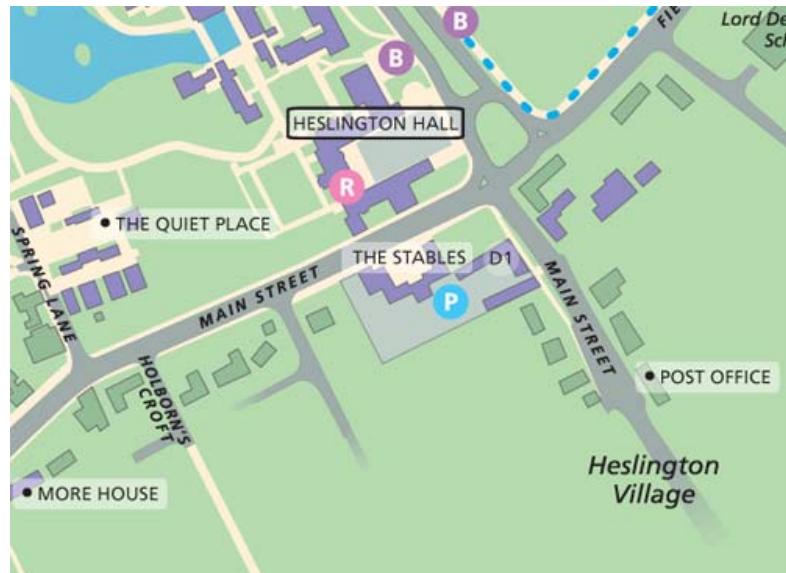 B
B
FIE
Lord De
Sch
HESLINGTON HALL
R
THE QUIET PLACE
SPRING LANE
MAIN STREET
THE STABLES D1
P
MAIN STREET
HOLBORN'S
CROFT
POST OFFICE
Heslington
Village
MORE HOUSE